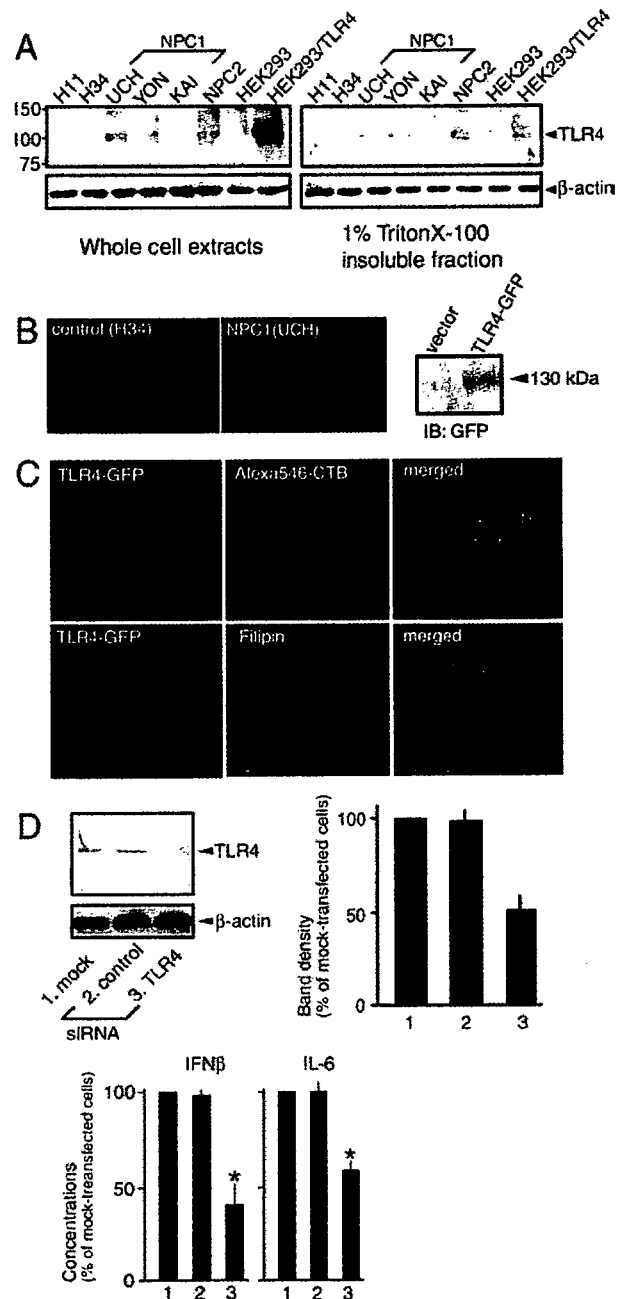 A
NPC1
H11
H34
UCH
YON
KAI
NPC2
HEK293
HEK293/TLR4
NPC1
H11
H34
UCH
YON
KAI
NPC2
HEK293
HEK293/TLR4
150
100
75
TLR4
β-actin
Whole cell extracts
1% TritonX-100
insoluble fraction
B
control (H34)
NPC1(UCH)
vector
TLR4-GFP
130 kDa
IB: GFP
C
TLR4-GFP
Alexa546-CTB
merged
TLR4-GFP
Filipin
merged
D
TLR4
β-actin
1. mock
2. control
3. TLR4
siRNA
Band density
(% of mock-transfected cells)
100
50
0
1 2 3
IFNβ
IL-6
Concentrations
(% of mock-treansfected cells)
100
50
0
*
*
1 2 3
1 2 3